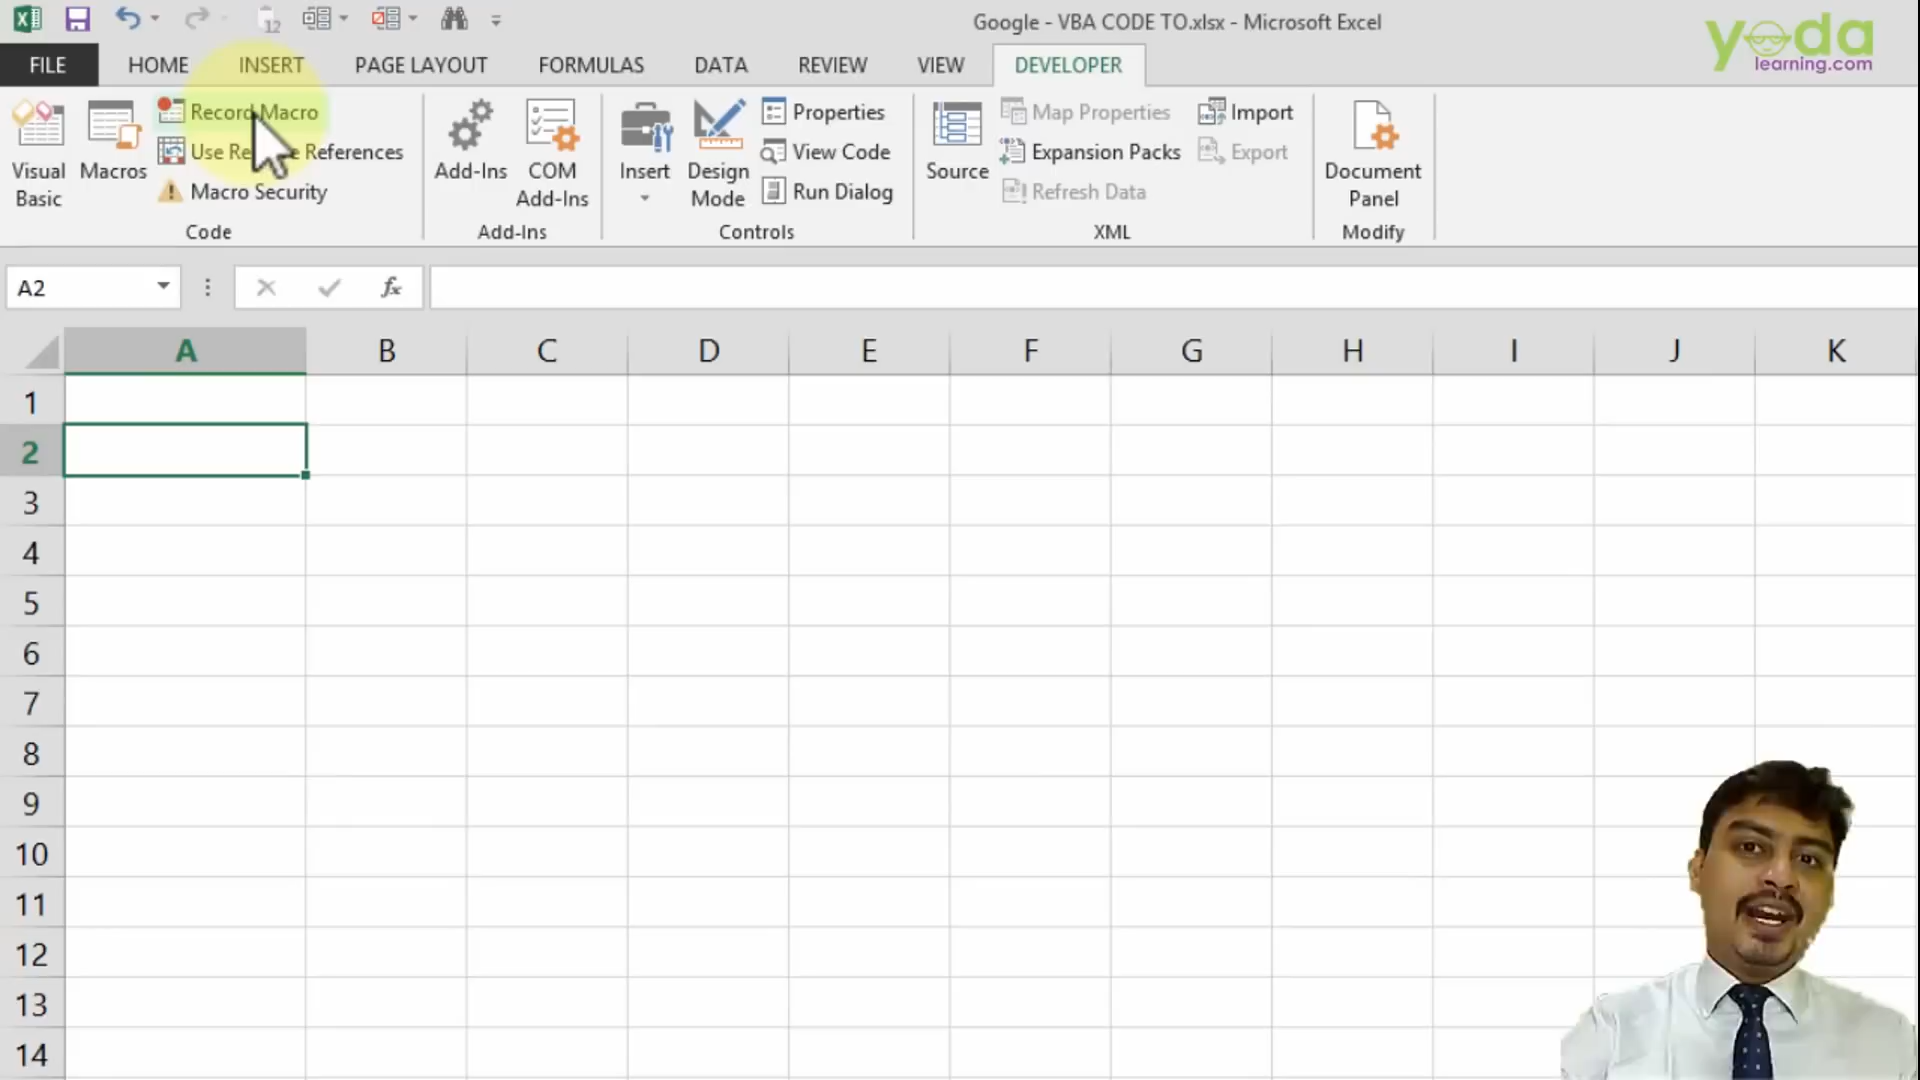 12
Google - VBA CODE TO.xlsx - Microsoft Excel
yoda
learning.com
FILE HOME INSERT PAGE LAYOUT FORMULAS DATA REVIEW VIEW DEVELOPER
Visual Basic
Macros
Record Macro
Use References
Macro Security
Code
Add-Ins
COM Add-Ins
Add-Ins
Insert
Design Mode
Properties
View Code
Run Dialog
Controls
Source
Map Properties
Expansion Packs
Refresh Data
Import
Export
XML
Document Panel
Modify
A2
fx
A B C D E F G H I J K
1
2
3
4
5
6
7
8
9
10
11
12
13
14